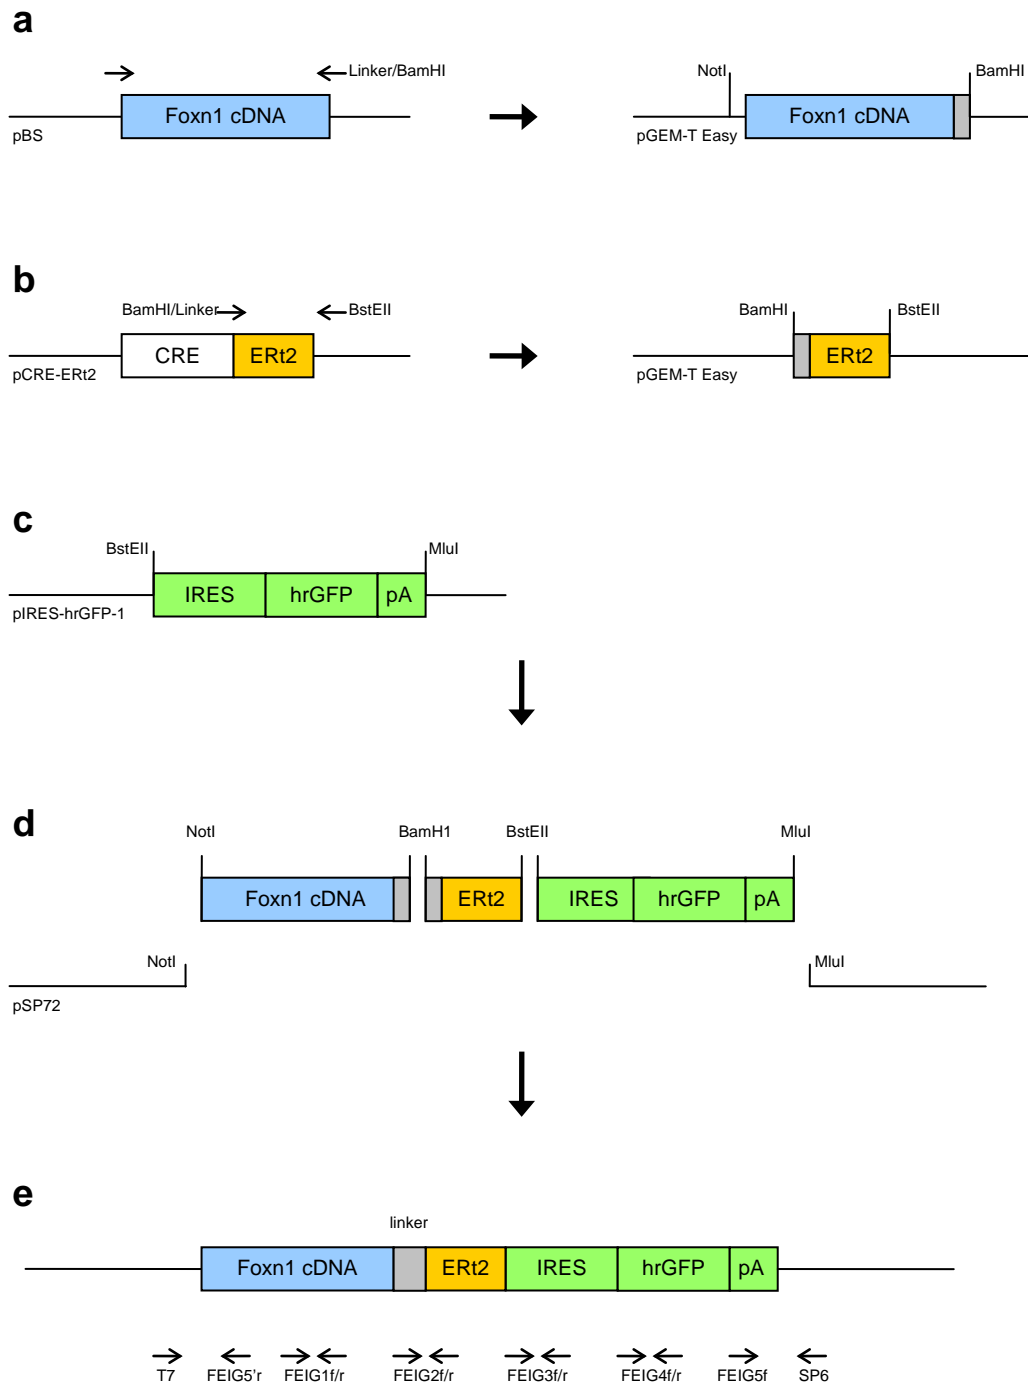 a
Linker/BamHI
NotI
BamHI
Foxn1 cDNA
Foxn1 cDNA
pBS
pGEM-T Easy
b
BamHI/Linker
BstEII
BamHI
BstEII
CRE
ERt2
ERt2
pCRE-ERt2
pGEM-T Easy
c
BstEII
MluI
IRES
hrGFP
pA
pIRES-hrGFP-1
d
NotI
BamH1
BstEII
MluI
Foxn1 cDNA
ERt2
IRES
hrGFP
pA
NotI
MluI
pSP72
e
linker
Foxn1 cDNA
ERt2
IRES
hrGFP
pA
T7
FEIG5'r
FEIG1f/r
FEIG2f/r
FEIG3f/r
FEIG4f/r
FEIG5f
SP6